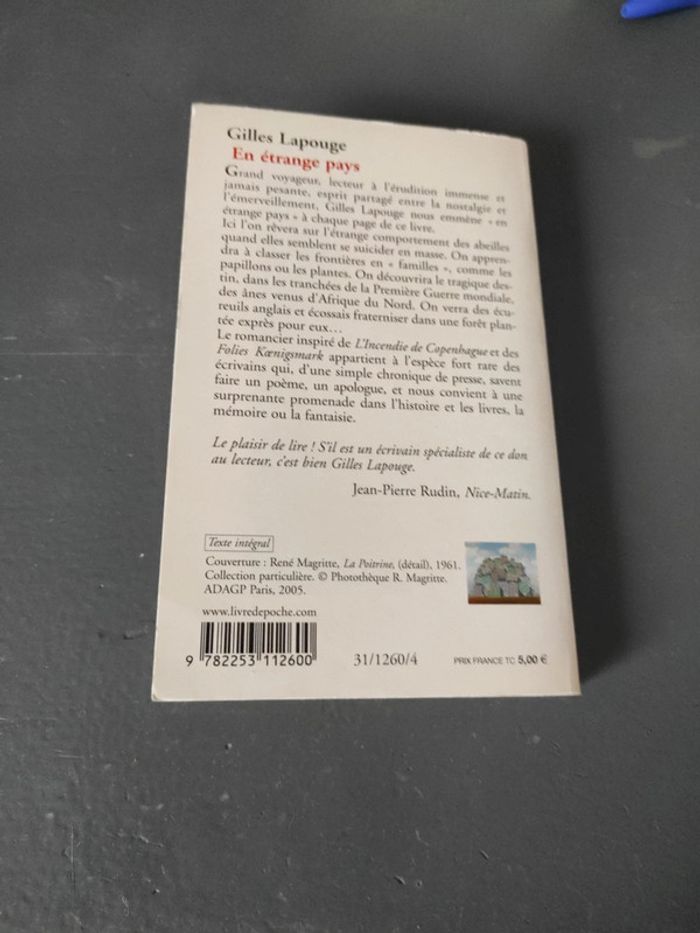 Gilles Lapouge
En étrange pays
Grand voyageur, lecteur à l'érudition immense et
jamais pesante, esprit partagé entre la nostalgie et
l'émerveillement, Gilles Lapouge nous emmène « en
étrange pays » à chaque page de ce livre.
Ici l'on rêvera sur l'étrange comportement des abeilles
quand elles semblent se suicider en masse. On appren-
dra à classer les frontières en « familles », comme les
papillons ou les plantes. On découvrira le tragique des-
tin, dans les tranchées de la Première Guerre mondiale,
des ânes venus d'Afrique du Nord. On verra des écu-
reuils anglais et écossais fraterniser dans une forêt plan-
tée exprès pour eux…
Le romancier inspiré de L'Incendie de Copenhague et des
Folies Kœnigsmark appartient à l'espèce fort rare des
écrivains qui, d'une simple chronique de presse, savent
faire un poème, un apologue, et nous convient à une
surprenante promenade dans l'histoire et les livres, la
mémoire ou la fantaisie.
Le plaisir de lire ! S'il est un écrivain spécialiste de ce don
au lecteur, c'est bien Gilles Lapouge.
Jean-Pierre Rudin, Nice-Matin.
Texte intégral
Couverture : René Magritte, La Poitrine, (détail), 1961.
Collection particulière. © Photothèque R. Magritte.
ADAGP Paris, 2005.
www.livredepoche.com
9 782253 112600
31/1260/4
PRIX FRANCE TC 5,00 €